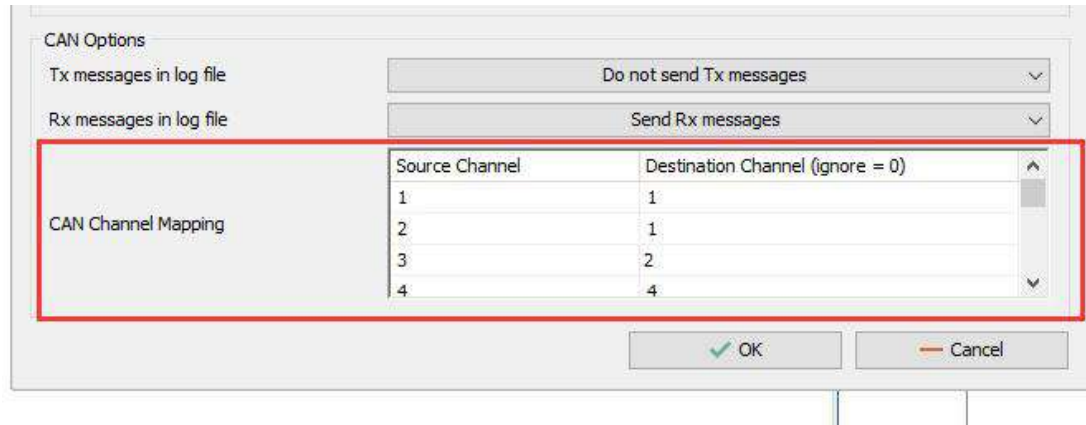 CAN Options
Tx messages in log file Do not send Tx messages
Rx messages in log file Send Rx messages
Source Channel Destination Channel (ignore = 0)
1 1
CAN Channel Mapping
2 1
3 2
4 4
OK Cancel